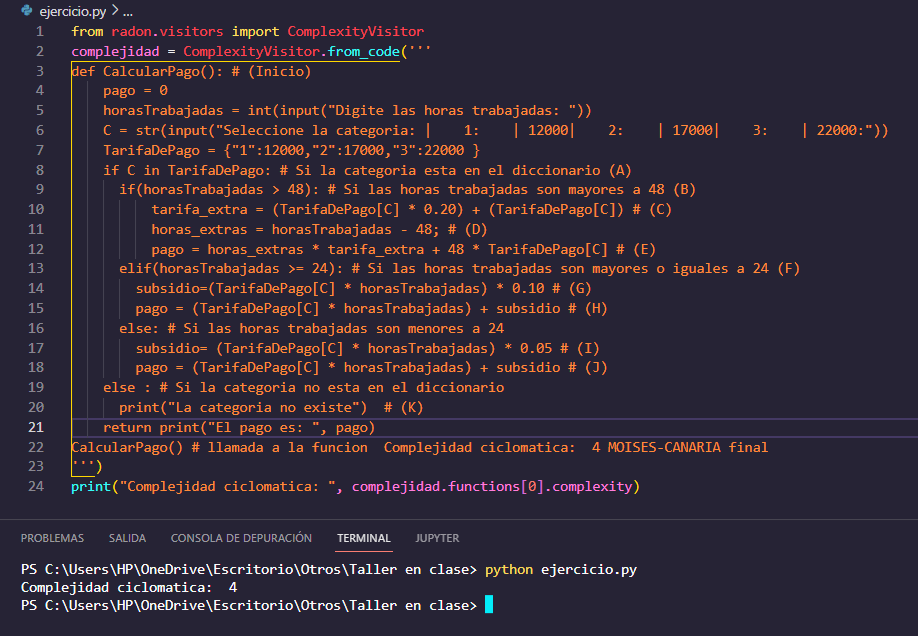 ejercicio.py > ...
1 from radon.visitors import ComplexityVisitor
2 complejidad = ComplexityVisitor.from_code('''
3 def CalcularPago(): # (Inicio)
4 pago = 0
5 horasTrabajadas = int(input("Digite las horas trabajadas: "))
6 C = str(input("Seleccione la categoria: |    1:    | 12000|    2:    | 17000|    3:    | 22000:"))
7 TarifaDePago = {"1":12000,"2":17000,"3":22000 }
8 if C in TarifaDePago: # Si la categoria esta en el diccionario (A)
9 if(horasTrabajadas > 48): # Si las horas trabajadas son mayores a 48 (B)
10 tarifa_extra = (TarifaDePago[C] * 0.20) + (TarifaDePago[C]) # (C)
11 horas_extras = horasTrabajadas - 48; # (D)
12 pago = horas_extras * tarifa_extra + 48 * TarifaDePago[C] # (E)
13 elif(horasTrabajadas >= 24): # Si las horas trabajadas son mayores o iguales a 24 (F)
14 subsidio=(TarifaDePago[C] * horasTrabajadas) * 0.10 # (G)
15 pago = (TarifaDePago[C] * horasTrabajadas) + subsidio # (H)
16 else: # Si las horas trabajadas son menores a 24
17 subsidio= (TarifaDePago[C] * horasTrabajadas) * 0.05 # (I)
18 pago = (TarifaDePago[C] * horasTrabajadas) + subsidio # (J)
19 else : # Si la categoria no esta en el diccionario
20 print("La categoria no existe")  # (K)
21 return print("El pago es: ", pago)
22 CalcularPago() # llamada a la funcion  Complejidad ciclomatica:  4 MOISES-CANARIA final
23 ''')
24 print("Complejidad ciclomatica: ", complejidad.functions[0].complexity)
PROBLEMAS SALIDA CONSOLA DE DEPURACIÓN TERMINAL JUPYTER
PS C:\Users\HP\OneDrive\Escritorio\Otros\Taller en clase> python ejercicio.py
Complejidad ciclomatica:  4
PS C:\Users\HP\OneDrive\Escritorio\Otros\Taller en clase>